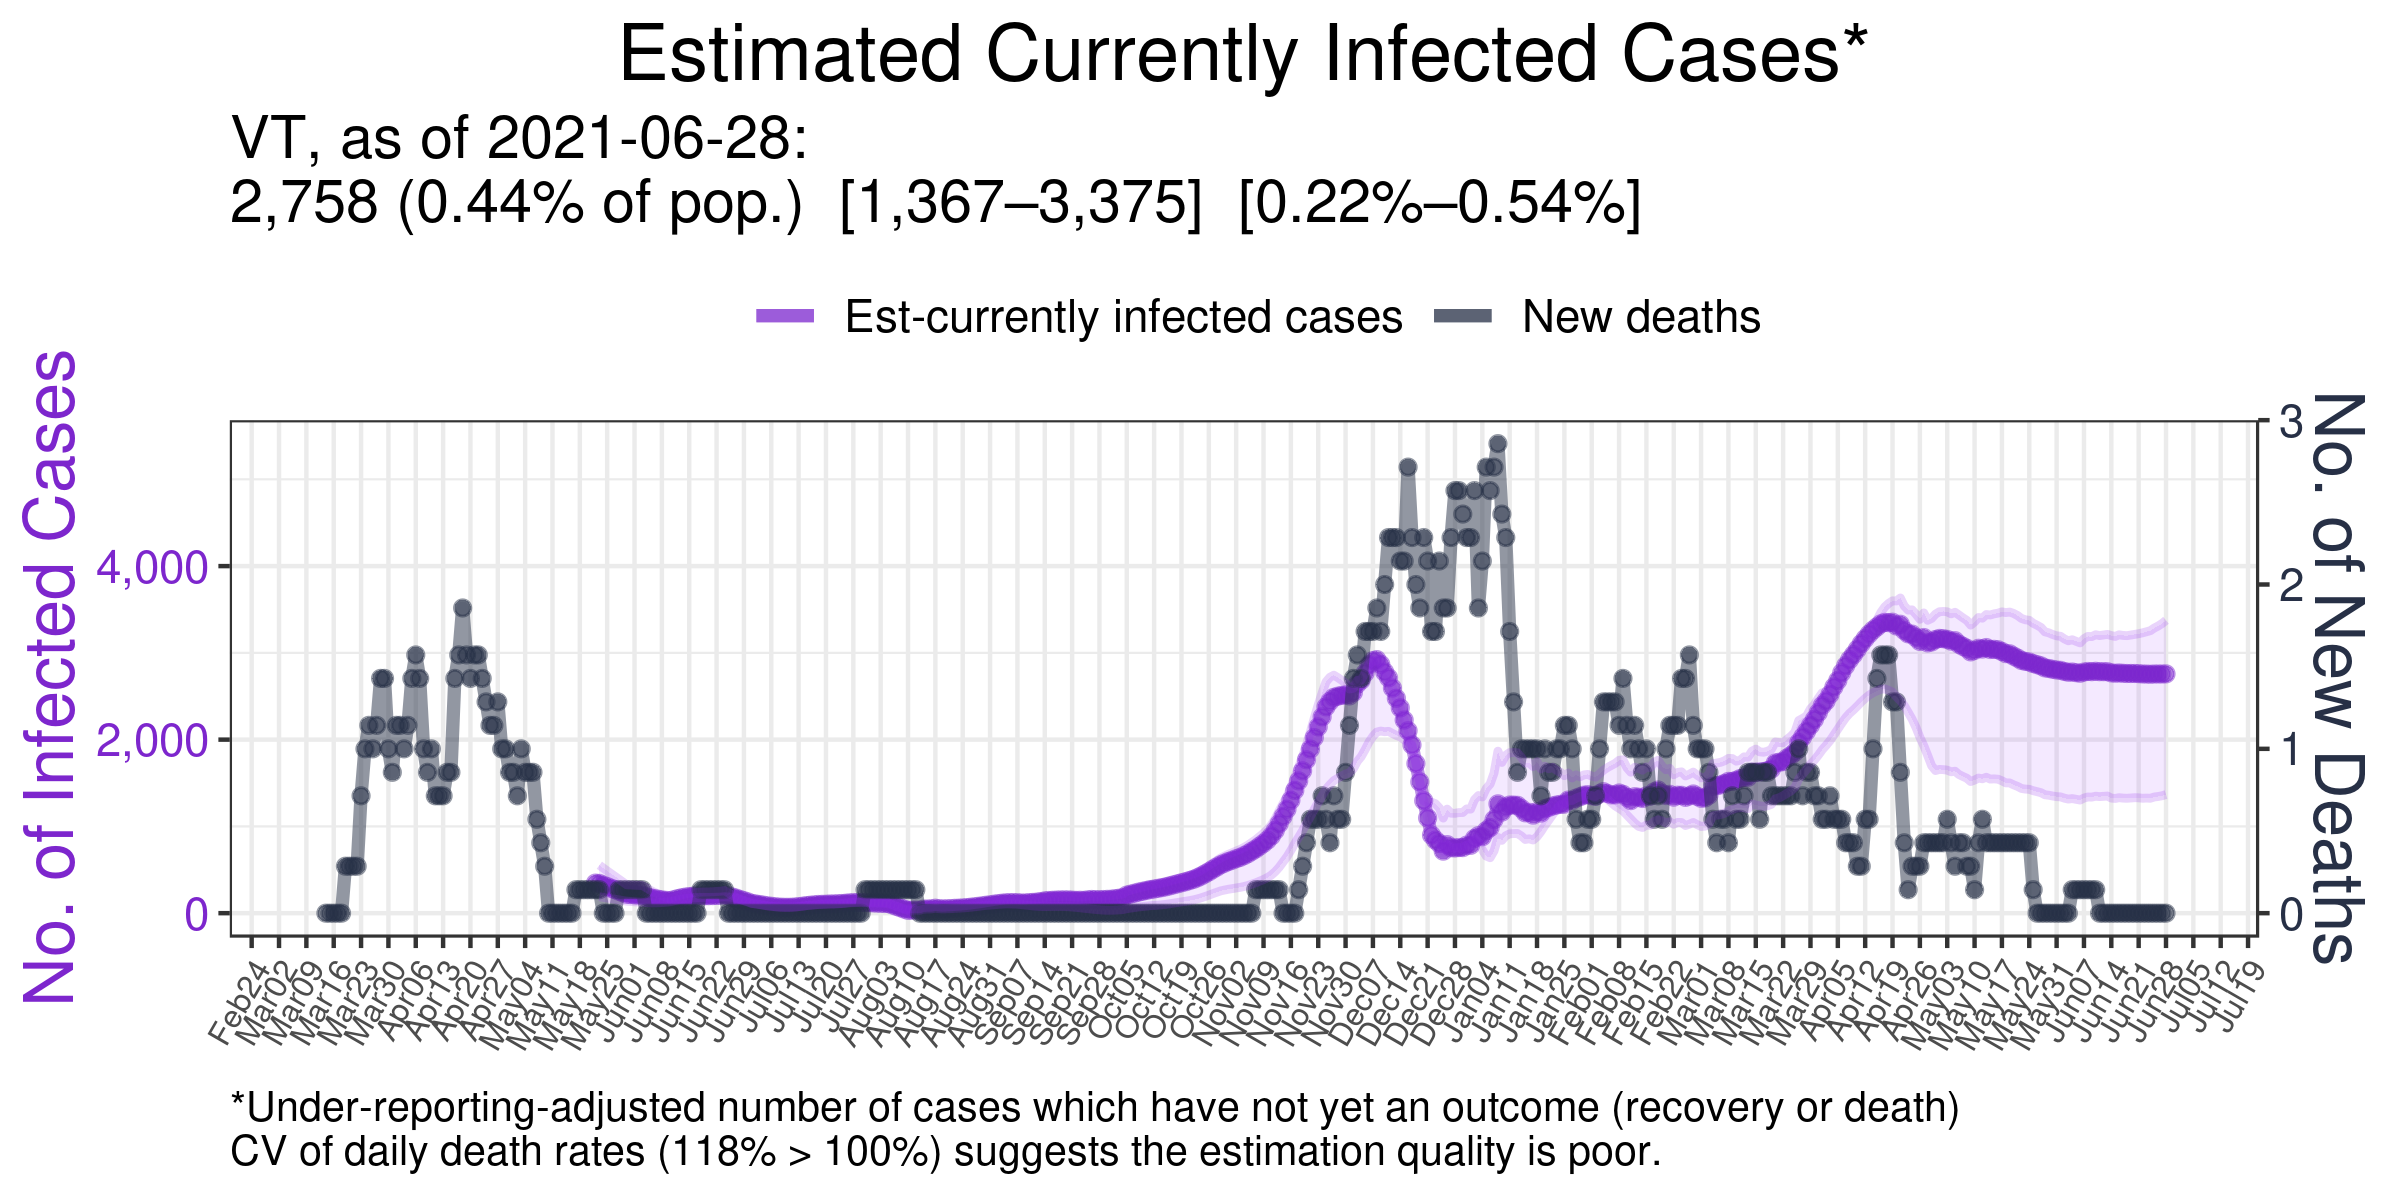 Estimated Currently Infected Cases*
VT, as of 2021-06-28:
2,758 (0.44% of pop.)  [1,367–3,375]  [0.22%–0.54%]
Est-currently infected cases
New deaths
No. of Infected Cases
4,000
2,000
0
No. of New Deaths
3
2
1
0
Feb24
Mar02
Mar09
Mar16
Mar23
Mar30
Apr06
Apr13
Apr20
Apr27
May04
May11
May18
May25
Jun01
Jun08
Jun15
Jun22
Jun29
Jul06
Jul13
Jul20
Jul27
Aug03
Aug10
Aug17
Aug24
Aug31
Sep07
Sep14
Sep21
Sep28
Oct05
Oct12
Oct19
Oct26
Nov02
Nov09
Nov16
Nov23
Nov30
Dec07
Dec14
Dec21
Dec28
Jan04
Jan11
Jan18
Jan25
Feb01
Feb08
Feb15
Feb22
Mar01
Mar08
Mar15
Mar22
Mar29
Apr05
Apr12
Apr19
Apr26
May03
May10
May17
May24
May31
Jun07
Jun14
Jun21
Jun28
Jul05
Jul12
Jul19
*Under-reporting-adjusted number of cases which have not yet an outcome (recovery or death)
CV of daily death rates (118% > 100%) suggests the estimation quality is poor.